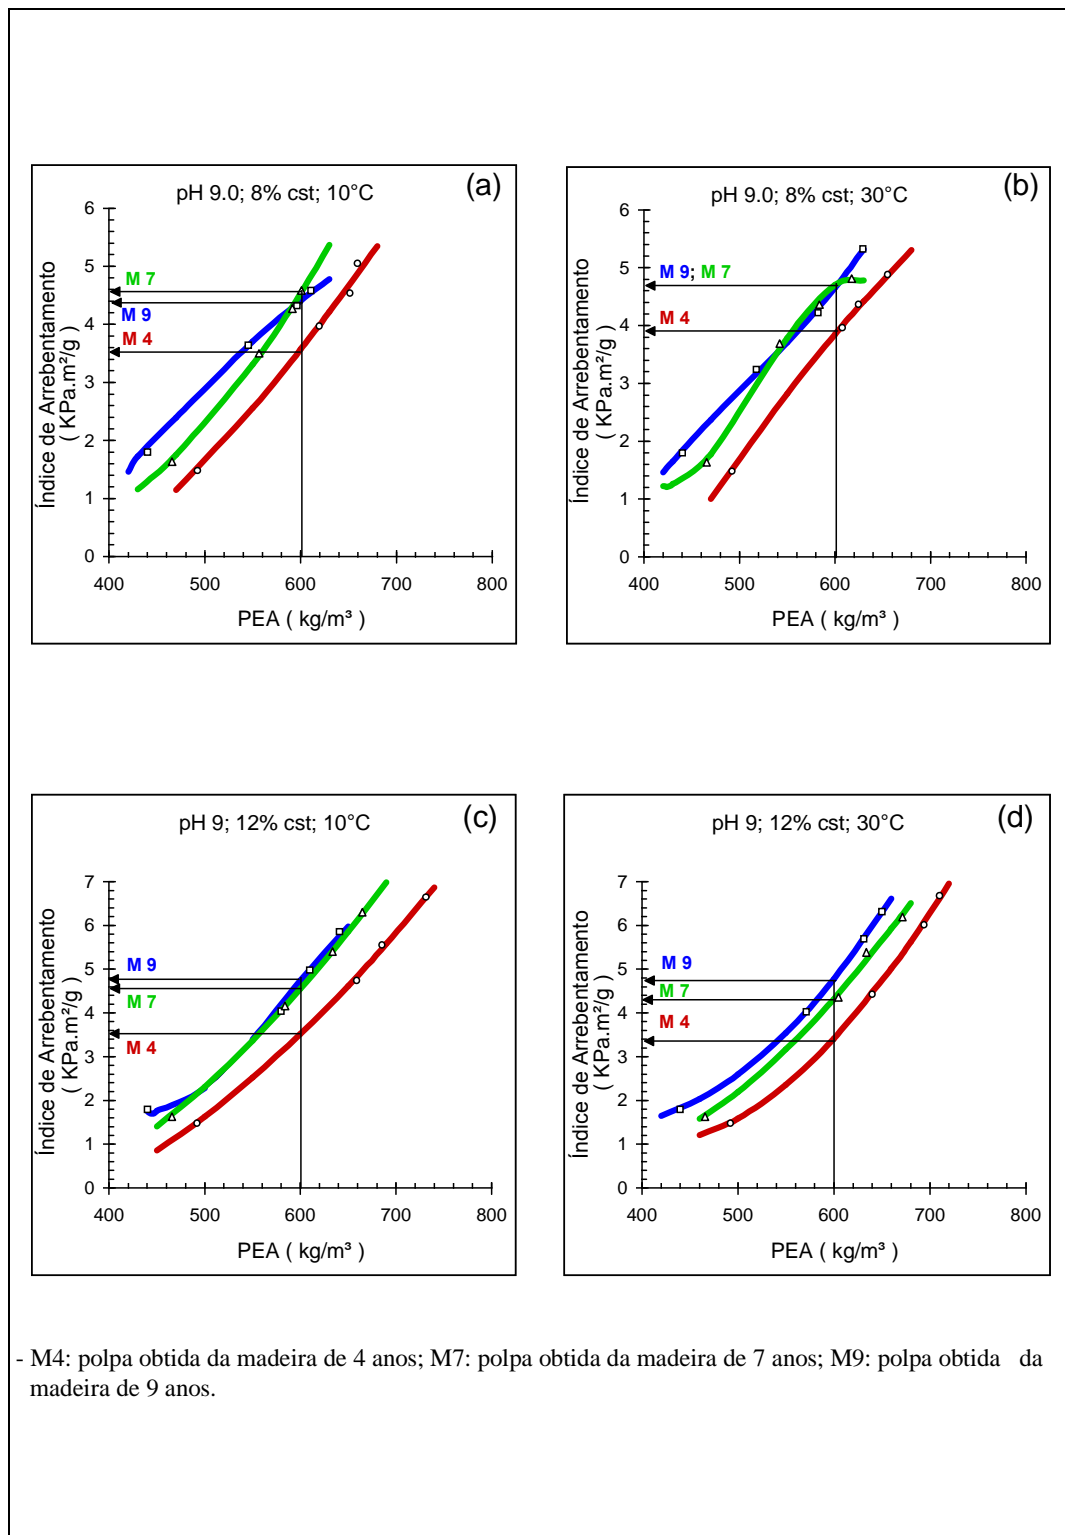 pH 9.0; 8% cst; 10°C
(a)
Índice de Arrebentamento
( KPa.m²/g)
6
5
4
3
2
1
0
M 7
M 9
M 4
400 500 600 700 800
PEA ( kg/m³ )
pH 9.0; 8% cst; 30°C
(b)
Índice de Arrebentamento
( KPa.m²/g)
6
5
4
3
2
1
0
M 9; M 7
M 4
400 500 600 700 800
PEA ( kg/m³ )
pH 9; 12% cst; 10°C
(c)
Índice de Arrebentamento
( KPa.m²/g)
7
6
5
4
3
2
1
0
M 9
M 7
M 4
400 500 600 700 800
PEA ( kg/m³ )
pH 9; 12% cst; 30°C
(d)
Índice de Arrebentamento
( KPa.m²/g)
7
6
5
4
3
2
1
0
M 9
M 7
M 4
400 500 600 700 800
PEA ( kg/m³ )
- M4: polpa obtida da madeira de 4 anos; M7: polpa obtida da madeira de 7 anos; M9: polpa obtida da
madeira de 9 anos.